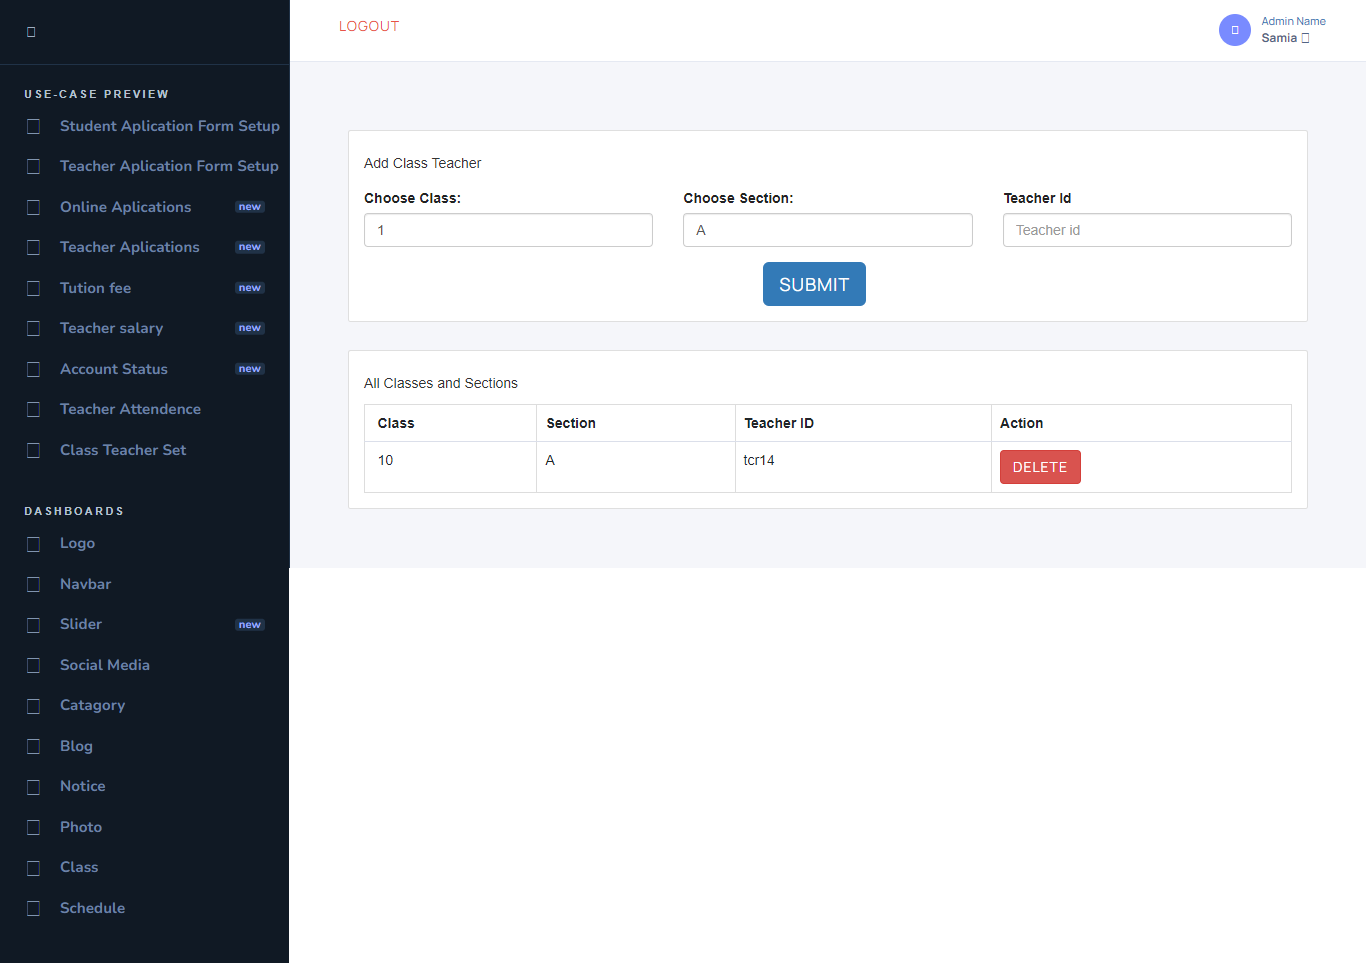 LOGOUT
Admin Name
Samia
USE-CASE PREVIEW
Student Aplication Form Setup
Teacher Aplication Form Setup
Online Aplications new
Teacher Aplications new
Tution fee new
Teacher salary new
Account Status new
Teacher Attendence
Class Teacher Set
DASHBOARDS
Logo
Navbar
Slider new
Social Media
Catagory
Blog
Notice
Photo
Class
Schedule
Add Class Teacher
Choose Class: Choose Section: Teacher Id
1 A Teacher id
SUBMIT
All Classes and Sections
Class Section Teacher ID Action
10 A tcr14 DELETE